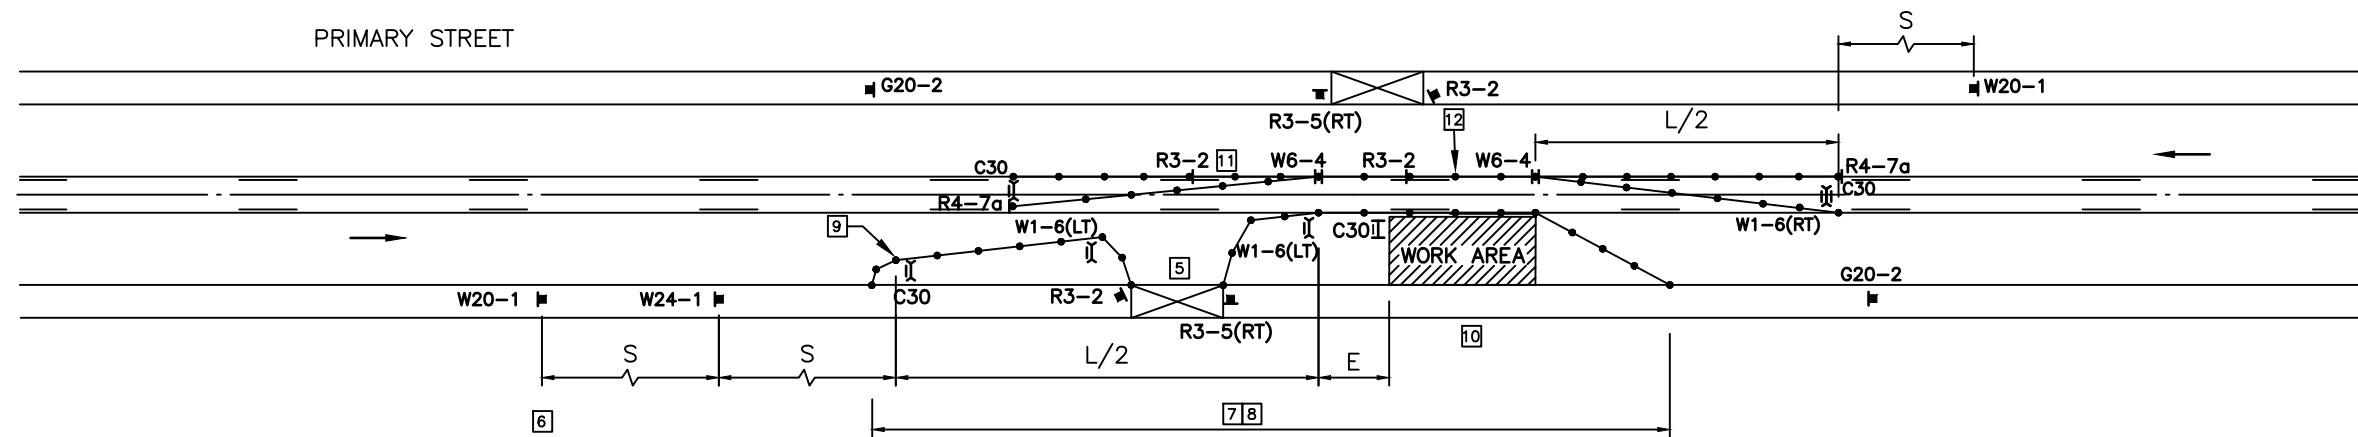 S
PRIMARY STREET
G20-2
R3-2
W20-1
R3-5(RT)
12
L/2
C30
R3-2
11
W6-4
R3-2
W6-4
R4-7a
C30
R4-7a
W1-6(LT)
W1-6(RT)
9
C30
W1-6(LT)
WORK AREA
5
G20-2
W20-1
W24-1
C30
R3-2
R3-5(RT)
10
S
S
L/2
E
6
7 8